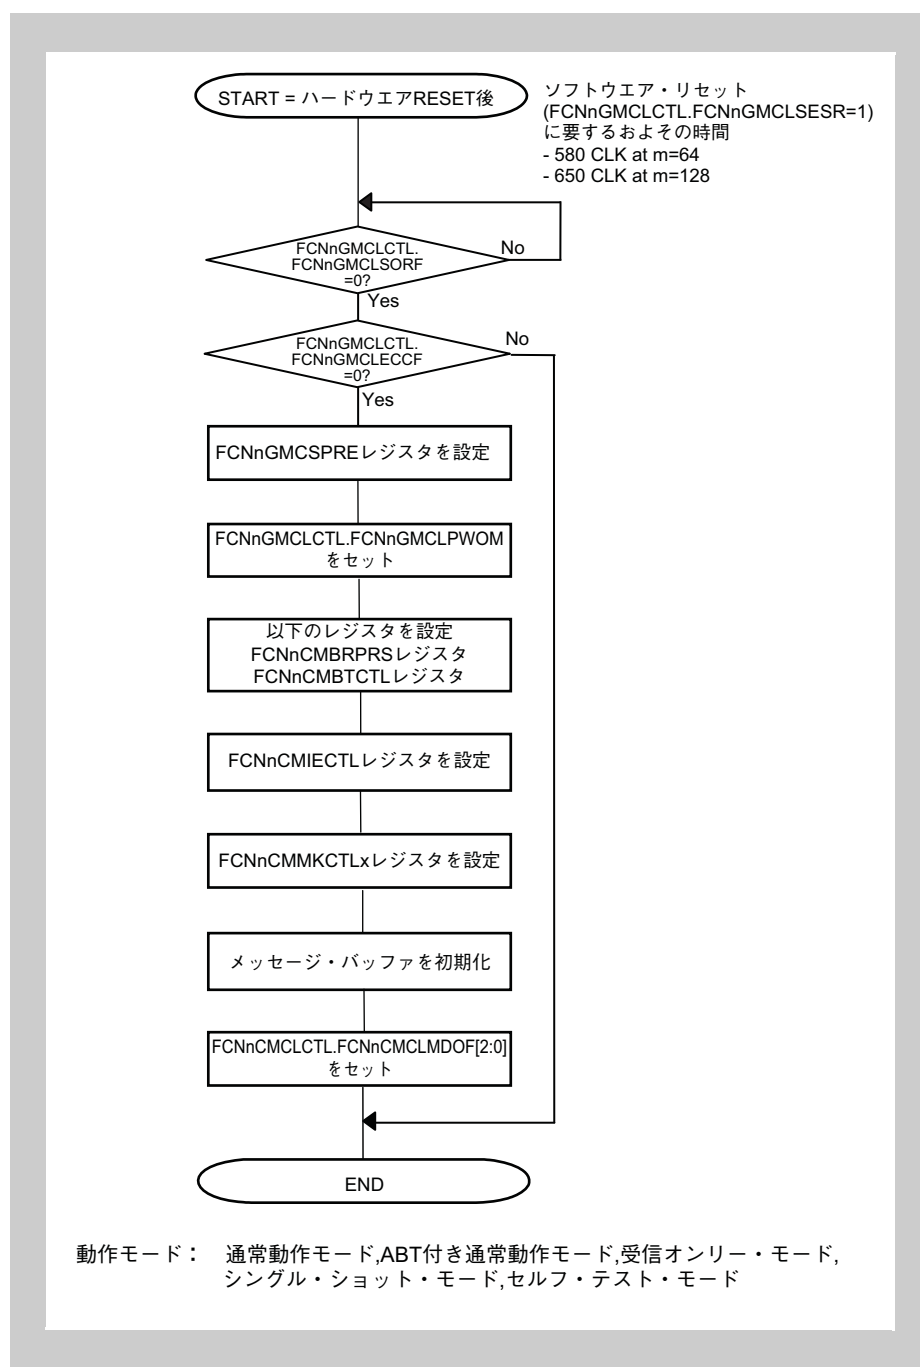 START = ハードウエアRESET後
ソフトウエア・リセット
(FCNnGMCLCTL.FCNnGMCLSESR=1)
に要するおよその時間
- 580 CLK at m=64
- 650 CLK at m=128
FCNnGMCLCTL.
FCNnGMCLSORF
=0?
No
Yes
FCNnGMCLCTL.
FCNnGMCLECCF
=0?
No
Yes
FCNnGMCSPREレジスタを設定
FCNnGMCLCTL.FCNnGMCLPWOM
をセット
以下のレジスタを設定
FCNnCMBRPRSレジスタ
FCNnCMBTCTLレジスタ
FCNnCMIECTLレジスタを設定
FCNnCMMKCTLxレジスタを設定
メッセージ・バッファを初期化
FCNnCMCLCTL.FCNnCMCLMDOF[2:0]
をセット
END
動作モード： 通常動作モード,ABT付き通常動作モード,受信オンリー・モード,
シングル・ショット・モード,セルフ・テスト・モード